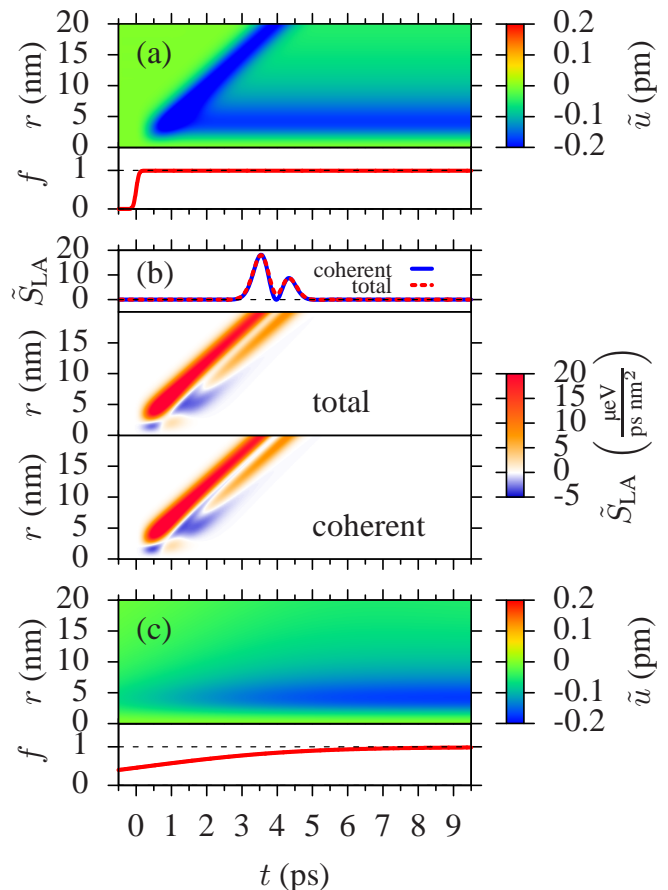 20
15
10
5
0
r (nm)
(a)
0.2
0.1
0
-0.1
-0.2
ũ (pm)
1
0
f
20
10
0
S̃_LA
(b)
coherent
total
15
10
5
0
r (nm)
total
15
10
5
0
r (nm)
coherent
20
15
10
5
0
-5
S̃_LA (μeV / ps nm²)
20
15
10
5
0
r (nm)
(c)
0.2
0.1
0
-0.1
-0.2
ũ (pm)
1
0
f
0 1 2 3 4 5 6 7 8 9
t (ps)